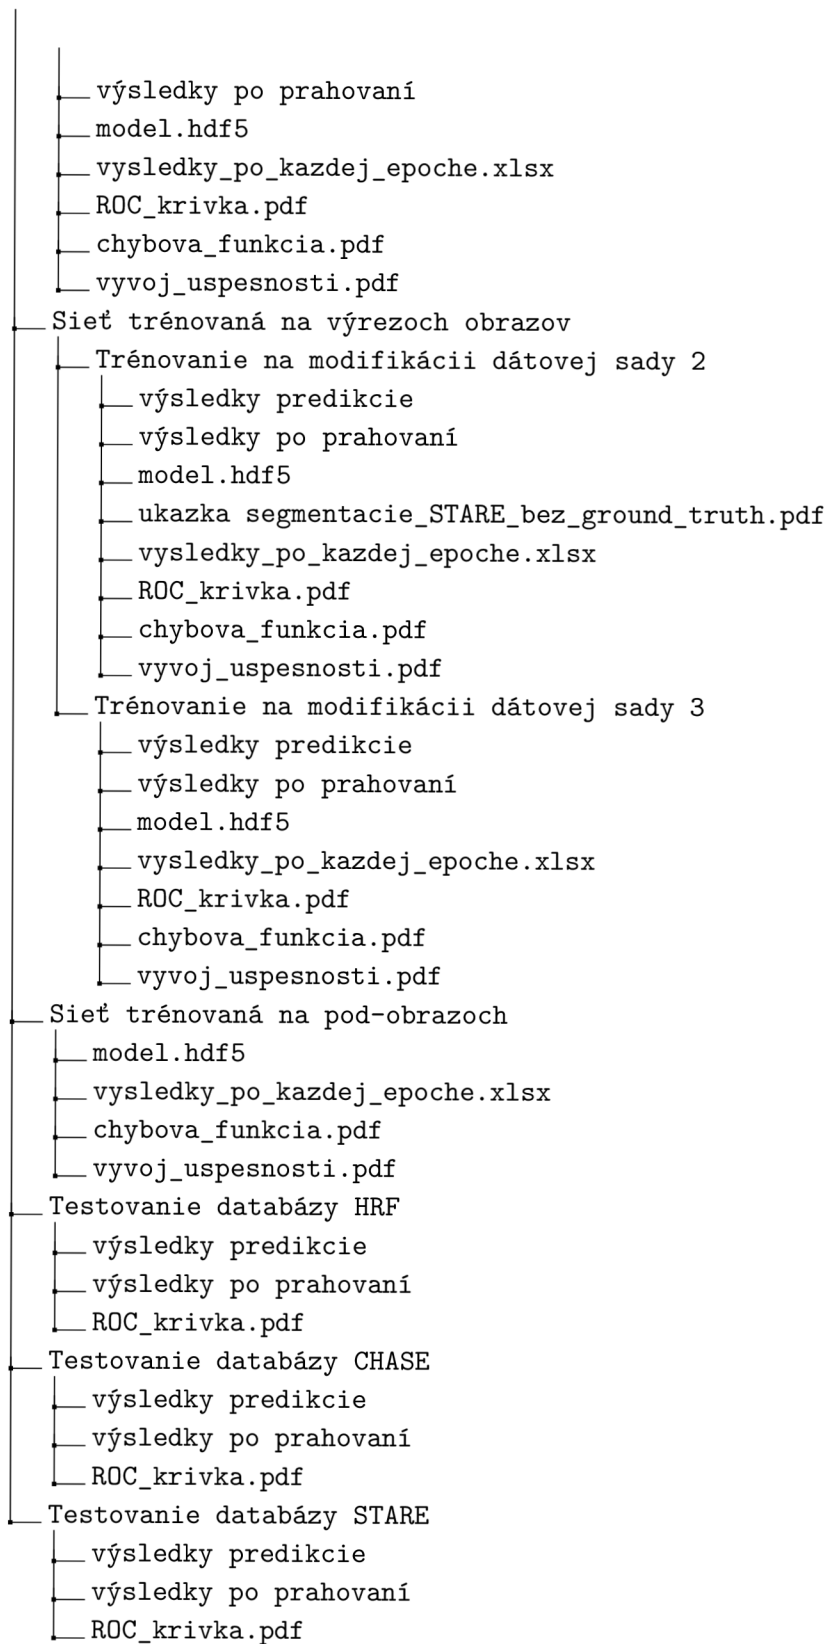 výsledky po prahovaní
model.hdf5
vysledky_po_kazdej_epoche.xlsx
ROC_krivka.pdf
chybova_funkcia.pdf
vyvoj_uspesnosti.pdf
Sieť trénovaná na výrezoch obrazov
Trénovanie na modifikácii dátovej sady 2
výsledky predikcie
výsledky po prahovaní
model.hdf5
ukazka segmentacie_STARE_bez_ground_truth.pdf
vysledky_po_kazdej_epoche.xlsx
ROC_krivka.pdf
chybova_funkcia.pdf
vyvoj_uspesnosti.pdf
Trénovanie na modifikácii dátovej sady 3
výsledky predikcie
výsledky po prahovaní
model.hdf5
vysledky_po_kazdej_epoche.xlsx
ROC_krivka.pdf
chybova_funkcia.pdf
vyvoj_uspesnosti.pdf
Sieť trénovaná na pod-obrazoch
model.hdf5
vysledky_po_kazdej_epoche.xlsx
chybova_funkcia.pdf
vyvoj_uspesnosti.pdf
Testovanie databázy HRF
výsledky predikcie
výsledky po prahovaní
ROC_krivka.pdf
Testovanie databázy CHASE
výsledky predikcie
výsledky po prahovaní
ROC_krivka.pdf
Testovanie databázy STARE
výsledky predikcie
výsledky po prahovaní
ROC_krivka.pdf